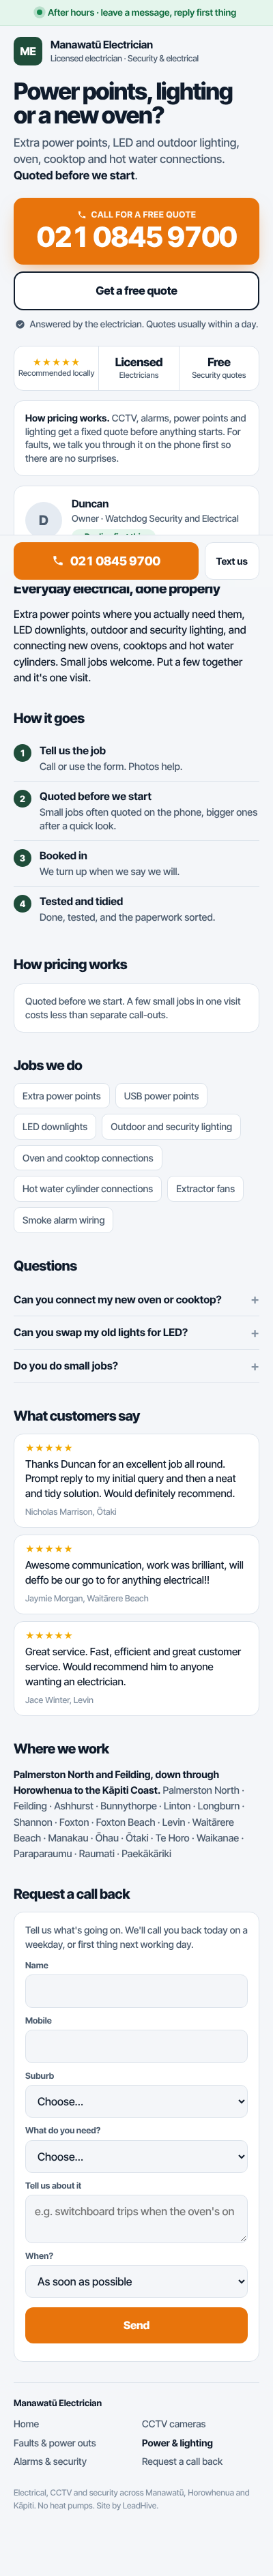 After hours · leave a message, reply first thing
ME
Manawatū Electrician
Licensed electrician · Security & electrical
Power points, lighting
or a new oven?
Extra power points, LED and outdoor lighting,
oven, cooktop and hot water connections.
Quoted before we start.
CALL FOR A FREE QUOTE
021 0845 9700
Get a free quote
Answered by the electrician. Quotes usually within a day.
★★★★★
Recommended locally
Licensed
Electricians
Free
Security quotes
How pricing works. CCTV, alarms, power points and
lighting get a fixed quote before anything starts. For
faults, we talk you through it on the phone first so
there are no surprises.
D
Duncan
Owner · Watchdog Security and Electrical
021 0845 9700
Text us
Everyday electrical, done properly
Extra power points where you actually need them,
LED downlights, outdoor and security lighting, and
connecting new ovens, cooktops and hot water
cylinders. Small jobs welcome. Put a few together
and it's one visit.
How it goes
1
Tell us the job
Call or use the form. Photos help.
2
Quoted before we start
Small jobs often quoted on the phone, bigger ones
after a quick look.
3
Booked in
We turn up when we say we will.
4
Tested and tidied
Done, tested, and the paperwork sorted.
How pricing works
Quoted before we start. A few small jobs in one visit
costs less than separate call-outs.
Jobs we do
Extra power points
USB power points
LED downlights
Outdoor and security lighting
Oven and cooktop connections
Hot water cylinder connections
Extractor fans
Smoke alarm wiring
Questions
Can you connect my new oven or cooktop? +
Can you swap my old lights for LED? +
Do you do small jobs? +
What customers say
★★★★★
Thanks Duncan for an excellent job all round.
Prompt reply to my initial query and then a neat
and tidy solution. Would definitely recommend.
Nicholas Marrison, Ōtaki
★★★★★
Awesome communication, work was brilliant, will
deffo be our go to for anything electrical!!
Jaymie Morgan, Waitārere Beach
★★★★★
Great service. Fast, efficient and great customer
service. Would recommend him to anyone
wanting an electrician.
Jace Winter, Levin
Where we work
Palmerston North and Feilding, down through
Horowhenua to the Kāpiti Coast. Palmerston North ·
Feilding · Ashhurst · Bunnythorpe · Linton · Longburn ·
Shannon · Foxton · Foxton Beach · Levin · Waitārere
Beach · Manakau · Ōhau · Ōtaki · Te Horo · Waikanae ·
Paraparaumu · Raumati · Paekākāriki
Request a call back
Tell us what's going on. We'll call you back today on a
weekday, or first thing next working day.
Name
Mobile
Suburb
Choose...
What do you need?
Choose...
Tell us about it
e.g. switchboard trips when the oven's on
When?
As soon as possible
Send
Manawatū Electrician
Home
CCTV cameras
Faults & power outs
Power & lighting
Alarms & security
Request a call back
Electrical, CCTV and security across Manawatū, Horowhenua and
Kāpiti. No heat pumps. Site by LeadHive.